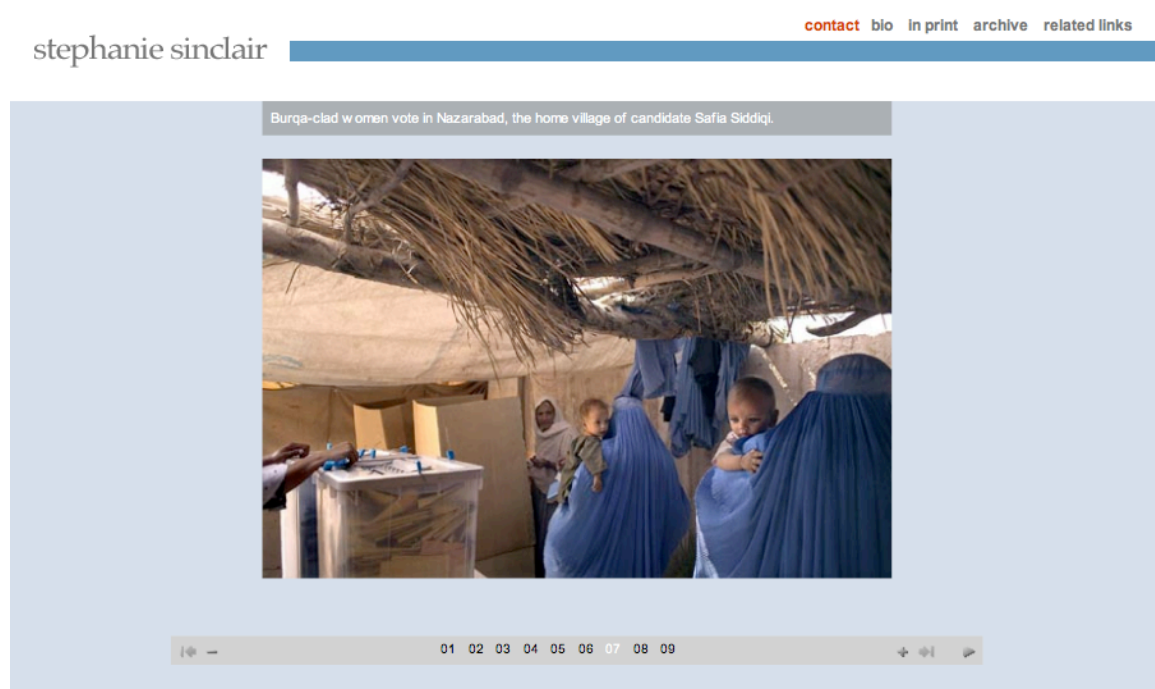 contact bio in print archive related links
stephanie sinclair
Burqa-clad women vote in Nazarabad, the home village of candidate Safia Siddiqi.
01 02 03 04 05 06 07 08 09